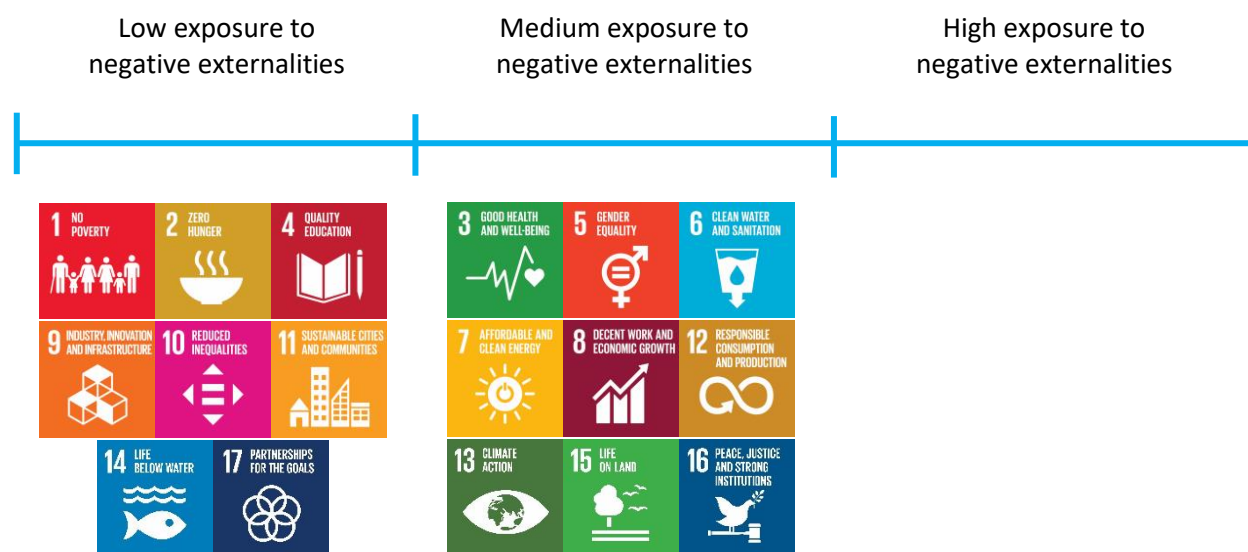 Low exposure to
negative externalities
Medium exposure to
negative externalities
High exposure to
negative externalities
1 NO
POVERTY
2 ZERO
HUNGER
4 QUALITY
EDUCATION
9 INDUSTRY, INNOVATION
AND INFRASTRUCTURE
10 REDUCED
INEQUALITIES
11 SUSTAINABLE CITIES
AND COMMUNITIES
14 LIFE
BELOW WATER
17 PARTNERSHIPS
FOR THE GOALS
3 GOOD HEALTH
AND WELL-BEING
5 GENDER
EQUALITY
6 CLEAN WATER
AND SANITATION
7 AFFORDABLE AND
CLEAN ENERGY
8 DECENT WORK AND
ECONOMIC GROWTH
12 RESPONSIBLE
CONSUMPTION
AND PRODUCTION
13 CLIMATE
ACTION
15 LIFE
ON LAND
16 PEACE, JUSTICE
AND STRONG
INSTITUTIONS